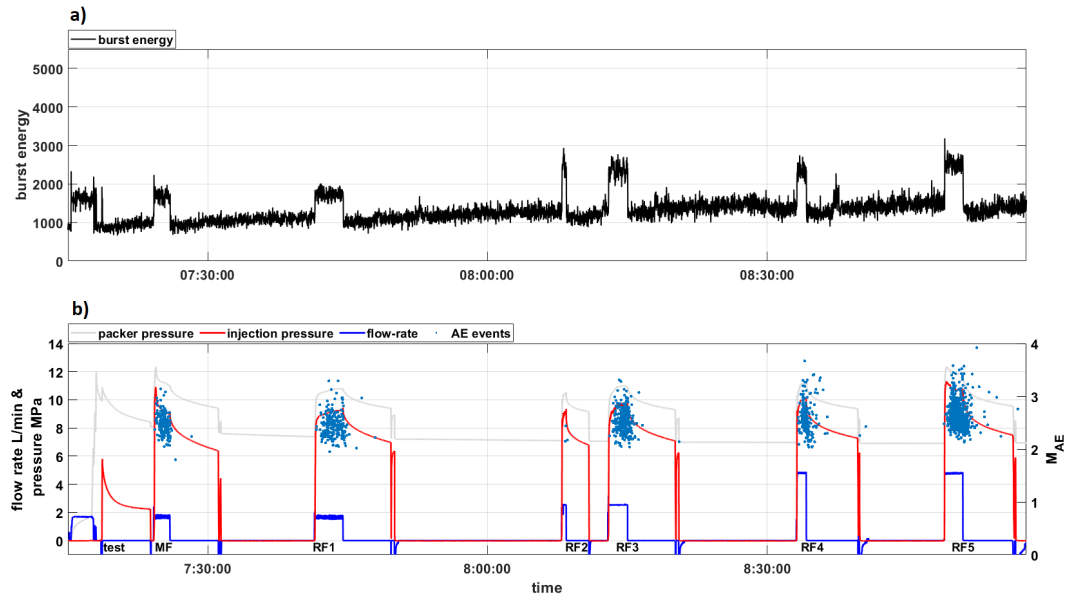 a)
burst energy
5000
4000
3000
2000
1000
0
burst energy
07:30:00 08:00:00 08:30:00
b)
packer pressure injection pressure flow-rate AE events
14
12
10
8
6
4
2
0
flow rate L/min &
pressure MPa
4
3
2
1
0
M_AE
test MF RF1 RF2 RF3 RF4 RF5
7:30:00 8:00:00 8:30:00
time